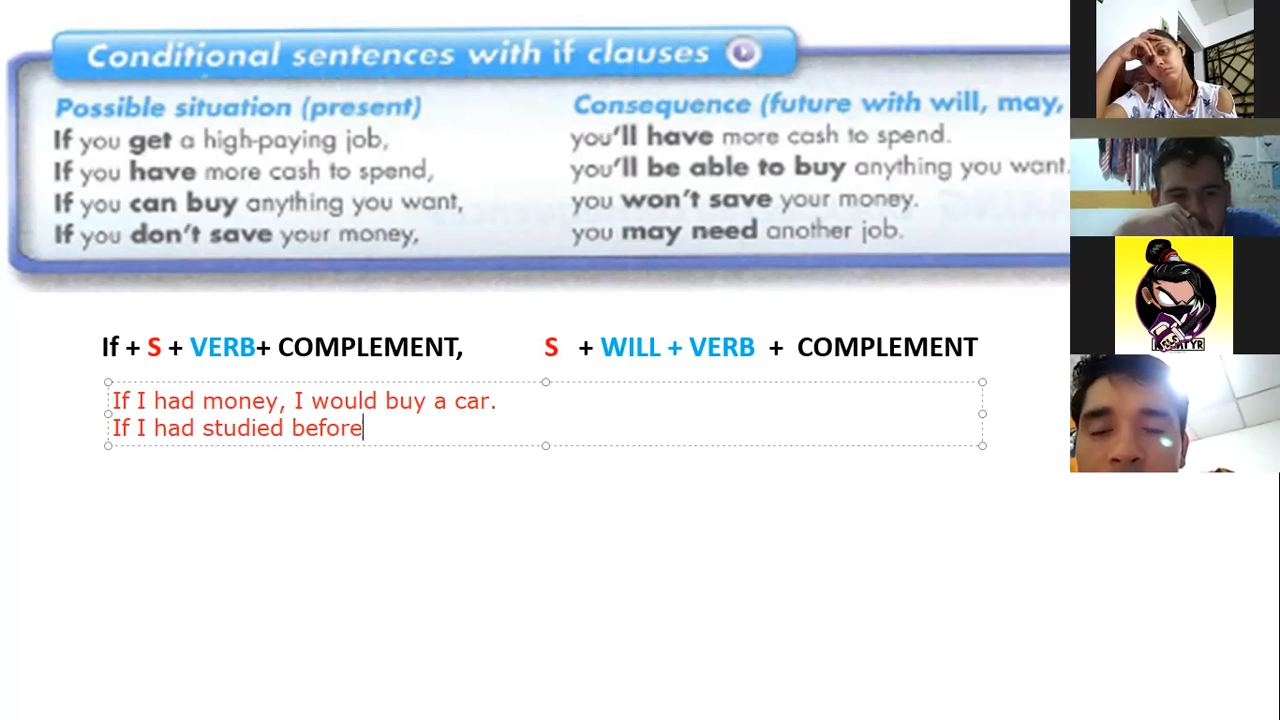 Conditional sentences with if clauses
Possible situation (present)
If you get a high-paying job,
If you have more cash to spend,
If you can buy anything you want,
If you don't save your money,
Consequence (future with will, may,
you'll have more cash to spend.
you'll be able to buy anything you want.
you won't save your money.
you may need another job.
If + S + VERB+ COMPLEMENT, S + WILL + VERB + COMPLEMENT
If I had money, I would buy a car.
If I had studied before